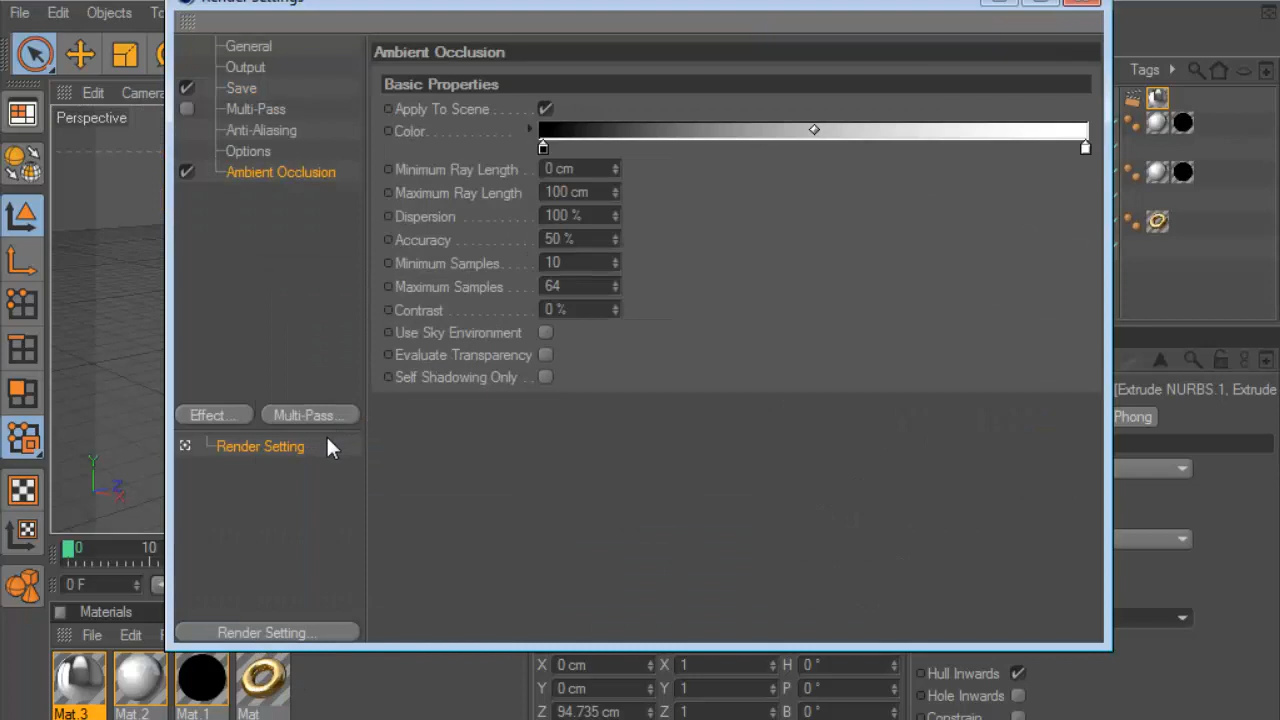 Render Settings
File Edit Objects
Edit Camera
Perspective
General
Output
Save
Multi-Pass
Anti-Aliasing
Options
Ambient Occlusion
Effect...
Multi-Pass...
Render Setting
Render Setting...
Ambient Occlusion
Basic Properties
Apply To Scene
Color
Minimum Ray Length 0 cm
Maximum Ray Length 100 cm
Dispersion 100 %
Accuracy 50 %
Minimum Samples 10
Maximum Samples 64
Contrast 0 %
Use Sky Environment
Evaluate Transparency
Self Shadowing Only
Tags
[Extrude NURBS.1, Extrude
Phong
Y
Z
X
0 10
0 F
Materials
File Edit
Mat.3 Mat.2 Mat.1 Mat
X 0 cm X 1 H 0 °
Y 0 cm Y 1 P 0 °
Z 94.735 cm Z 1 B 0 °
Hull Inwards
Hole Inwards
Constrain